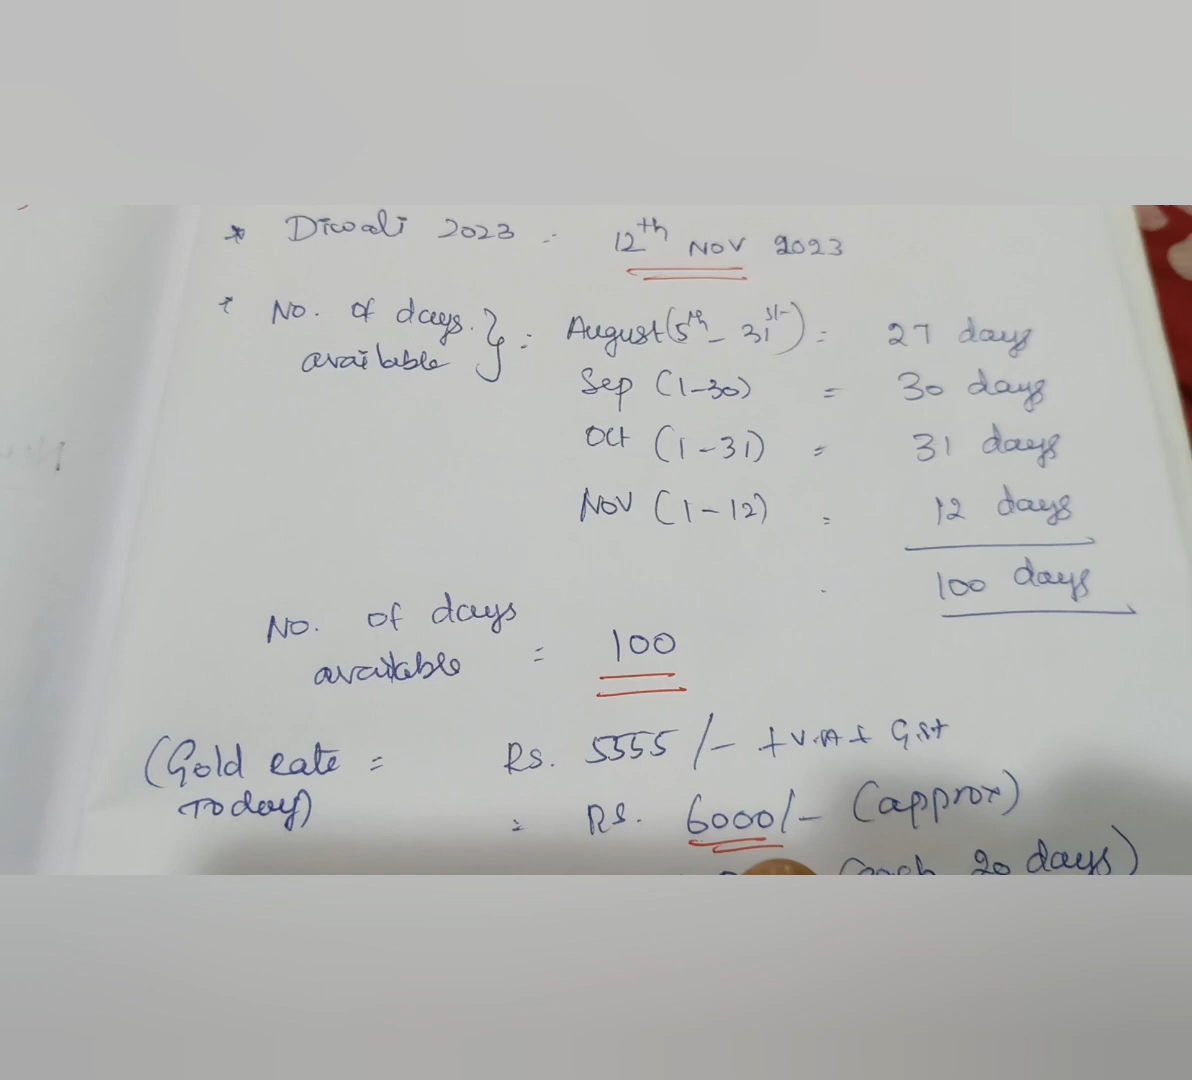 * Diwali 2023 :- 12th NOV 2023
* No. of days available } : August (5th - 31st) = 27 days
Sep (1-30) = 30 days
Oct (1-31) = 31 days
NOV (1-12) = 12 days
100 days
No. of days available = 100
(Gold rate Today) = Rs. 5555/- + V.A + G.st
= Rs. 6000/- (approx)
(each 20 days)